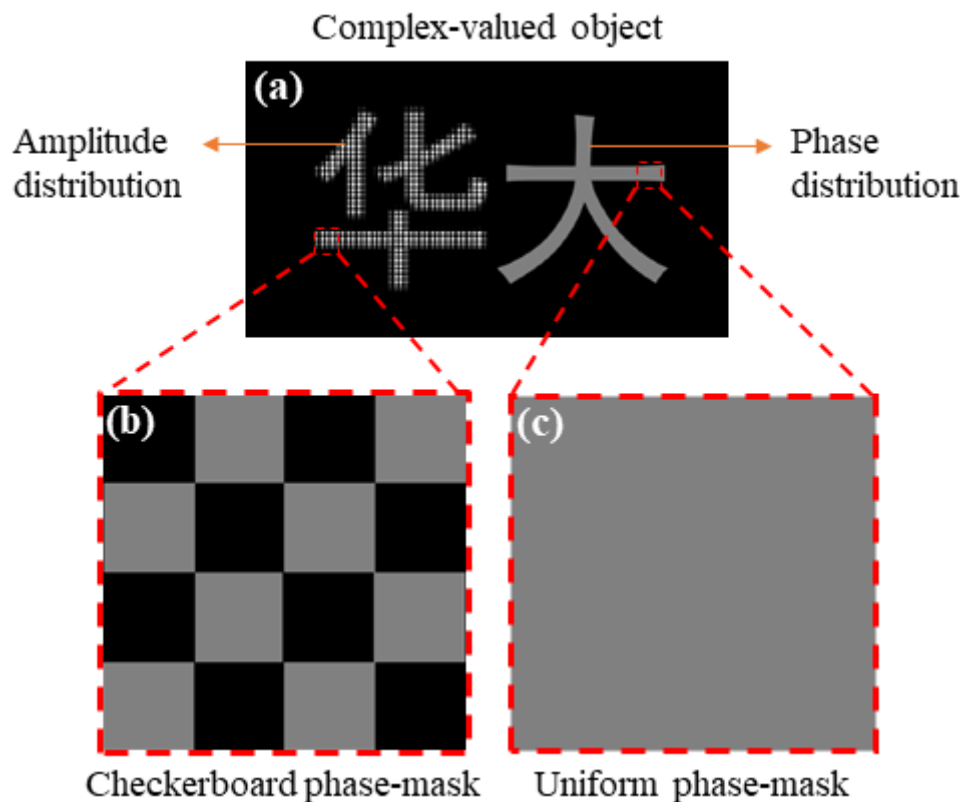 Complex-valued object
(a)
Amplitude
distribution
华大
Phase
distribution
(b)
(c)
Checkerboard phase-mask
Uniform phase-mask